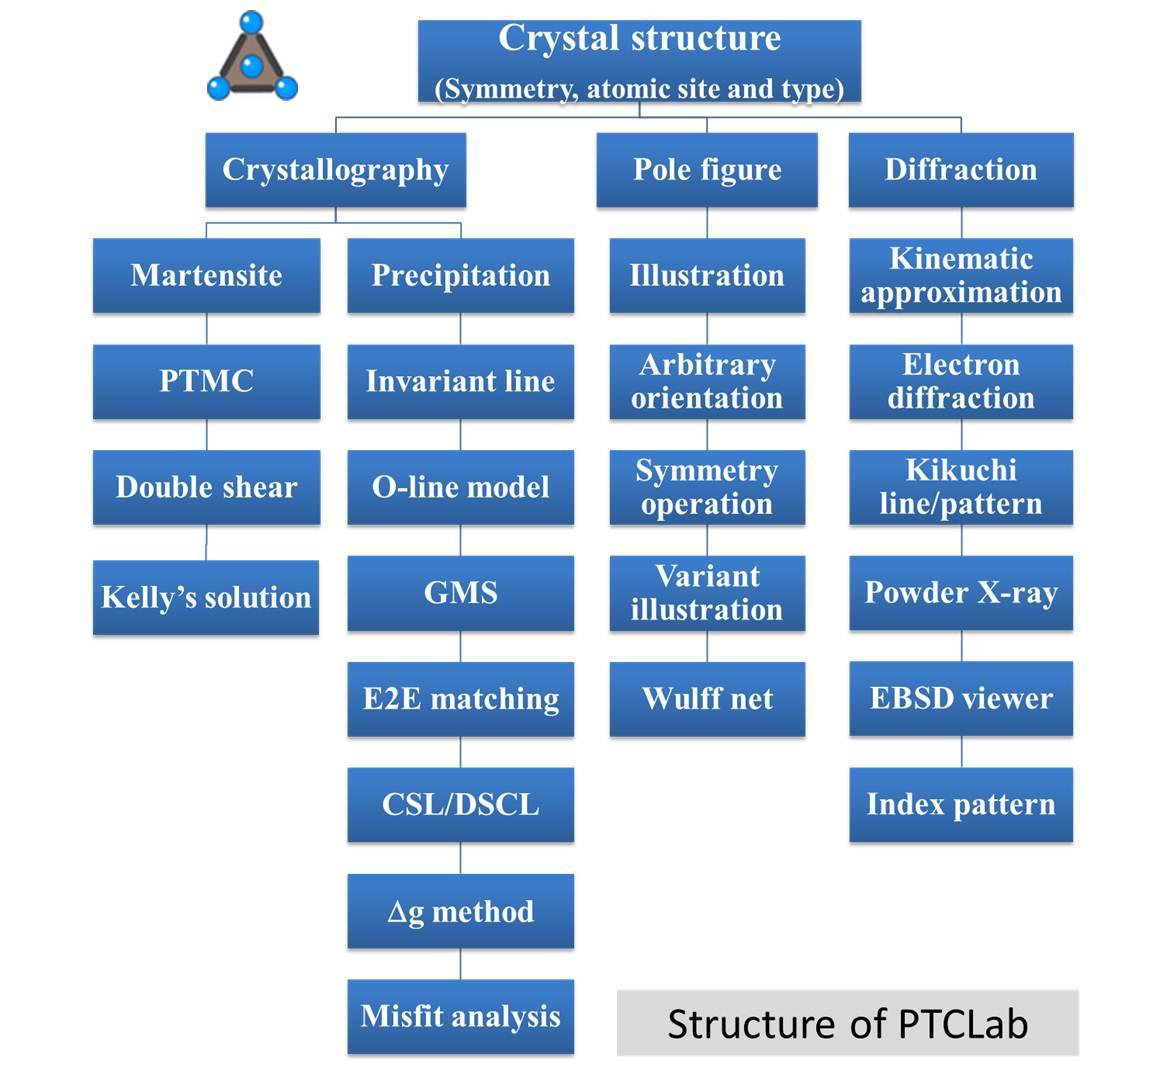 Crystal structure
(Symmetry, atomic site and type)
Crystallography
Pole figure
Diffraction
Martensite
Precipitation
Illustration
Kinematic
approximation
PTMC
Invariant line
Arbitrary
orientation
Electron
diffraction
Double shear
O-line model
Symmetry
operation
Kikuchi
line/pattern
Kelly’s solution
GMS
Variant
illustration
Powder X-ray
E2E matching
Wulff net
EBSD viewer
CSL/DSCL
Index pattern
Δg method
Misfit analysis
Structure of PTCLab